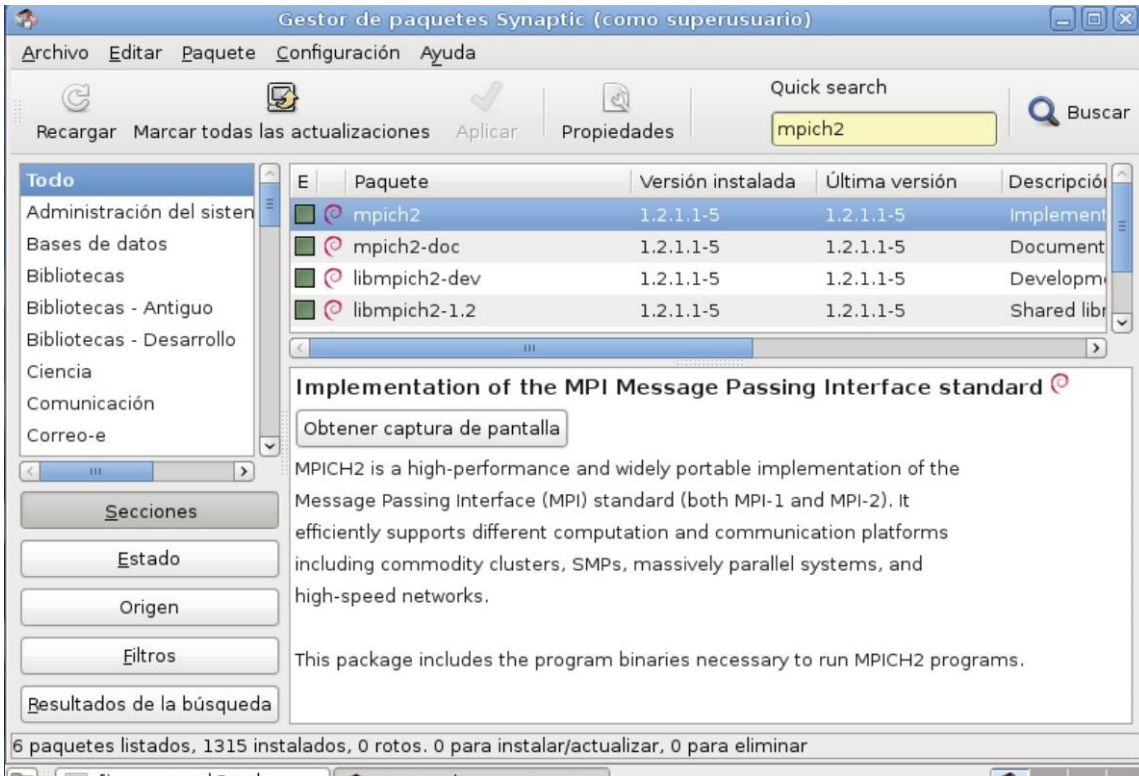 Gestor de paquetes Synaptic (como superusuario)
Archivo Editar Paquete Configuración Ayuda
Recargar Marcar todas las actualizaciones Aplicar Propiedades
Quick search
mpich2
Buscar
Todo
Administración del sisten
Bases de datos
Bibliotecas
Bibliotecas - Antiguo
Bibliotecas - Desarrollo
Ciencia
Comunicación
Correo-e
Secciones
Estado
Origen
Filtros
Resultados de la búsqueda
E Paquete Versión instalada Última versión Descripción
mpich2 1.2.1.1-5 1.2.1.1-5 Implement
mpich2-doc 1.2.1.1-5 1.2.1.1-5 Document
libmpich2-dev 1.2.1.1-5 1.2.1.1-5 Developm
libmpich2-1.2 1.2.1.1-5 1.2.1.1-5 Shared libr
Implementation of the MPI Message Passing Interface standard
Obtener captura de pantalla
MPICH2 is a high-performance and widely portable implementation of the
Message Passing Interface (MPI) standard (both MPI-1 and MPI-2). It
efficiently supports different computation and communication platforms
including commodity clusters, SMPs, massively parallel systems, and
high-speed networks.
This package includes the program binaries necessary to run MPICH2 programs.
6 paquetes listados, 1315 instalados, 0 rotos. 0 para instalar/actualizar, 0 para eliminar